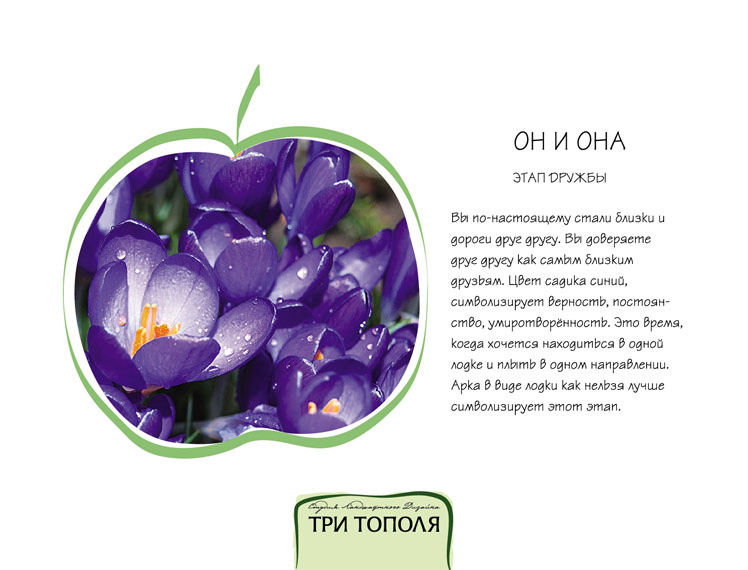 ОН И ОНА
ЭТАП ДРУЖБЫ
Вы по-настоящему стали близки и
дороги друг другу. Вы доверяете
друг другу как самым близким
друзьям. Цвет садика синий,
символизирует верность, постоян-
ство, умиротворённость. Это время,
когда хочется находиться в одной
лодке и плыть в одном направлении.
Арка в виде лодки как нельзя лучше
символизирует этот этап.
Студия Ландшафтного Дизайна
ТРИ ТОПОЛЯ